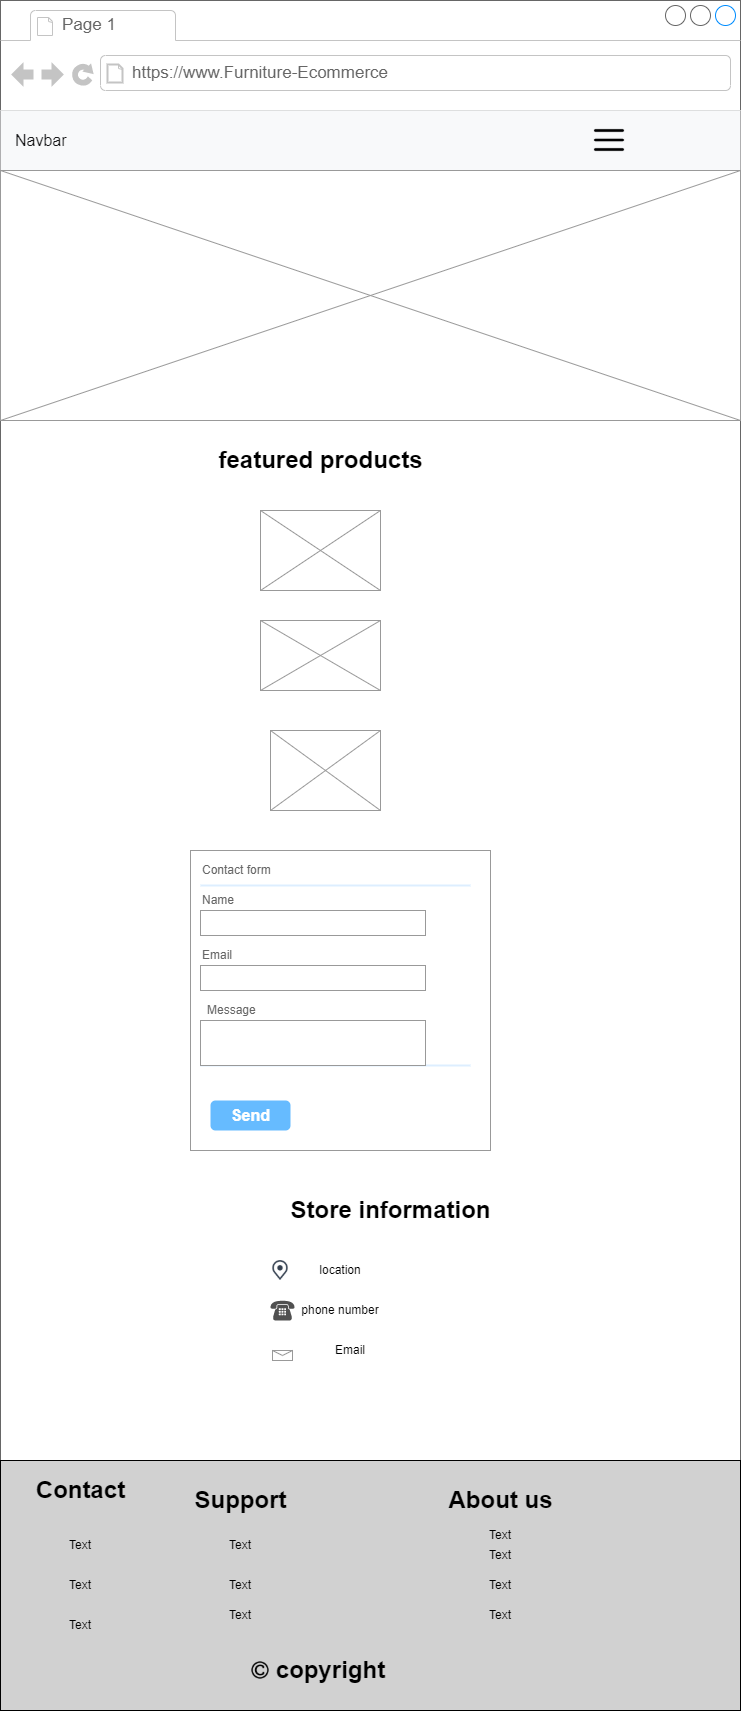 Page 1
https://www.Furniture-Ecommerce
Navbar
featured products
Contact form
Name
Email
Message
Send
Store information
location
phone number
Email
Contact
Support
About us
Text
Text
Text
Text
Text
Text
Text
Text
Text
Text
© copyright